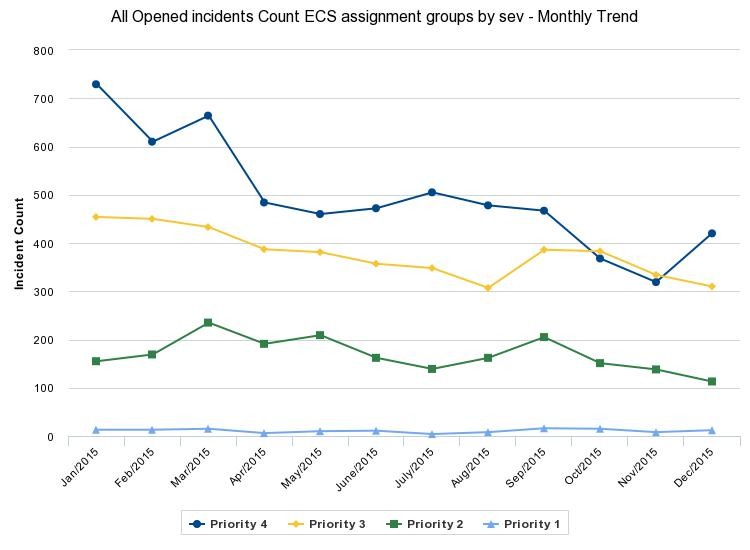 All Opened incidents Count ECS assignment groups by sev - Monthly Trend
800
700
600
500
400
300
200
100
0
Incident Count
Jan/2015
Feb/2015
Mar/2015
Apr/2015
May/2015
June/2015
July/2015
Aug/2015
Sep/2015
Oct/2015
Nov/2015
Dec/2015
Priority 4 Priority 3 Priority 2 Priority 1